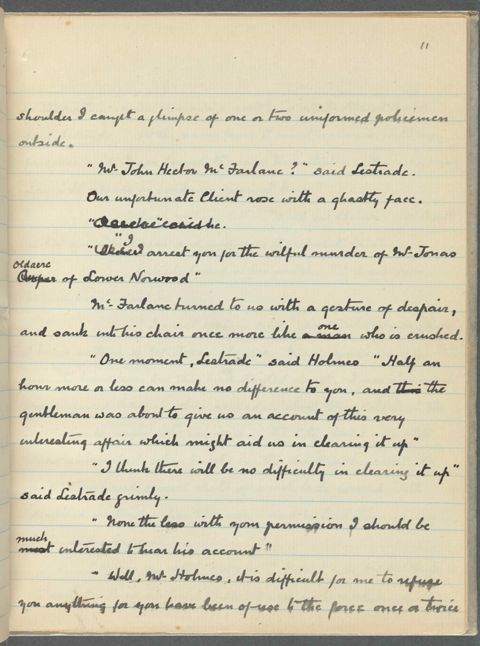 11
shoulder I caught a glimpse of one or two uniformed policemen
outside.
"Mr John Hector McFarlane?" said Lestrade.
Our unfortunate Client rose with a ghastly face.
he.
"I arrest you for the wilful murder of Mr Jonas
Oldacre
of Lower Norwood"
McFarlane turned to us with a gesture of despair,
one
and sank into his chair once more like a man who is crushed.
"One moment, Lestrade" said Holmes "Half an
hour more or less can make no difference to you, and this the
gentleman was about to give us an account of this very
interesting affair which might aid us in clearing it up"
"I think there will be no difficulty in clearing it up"
said Lestrade grimly.
"None the less with your permission I should be
much
most interested to hear his account"
"Well, Mr Holmes, it is difficult for me to refuse
you anything for you have been of use to the force once or twice